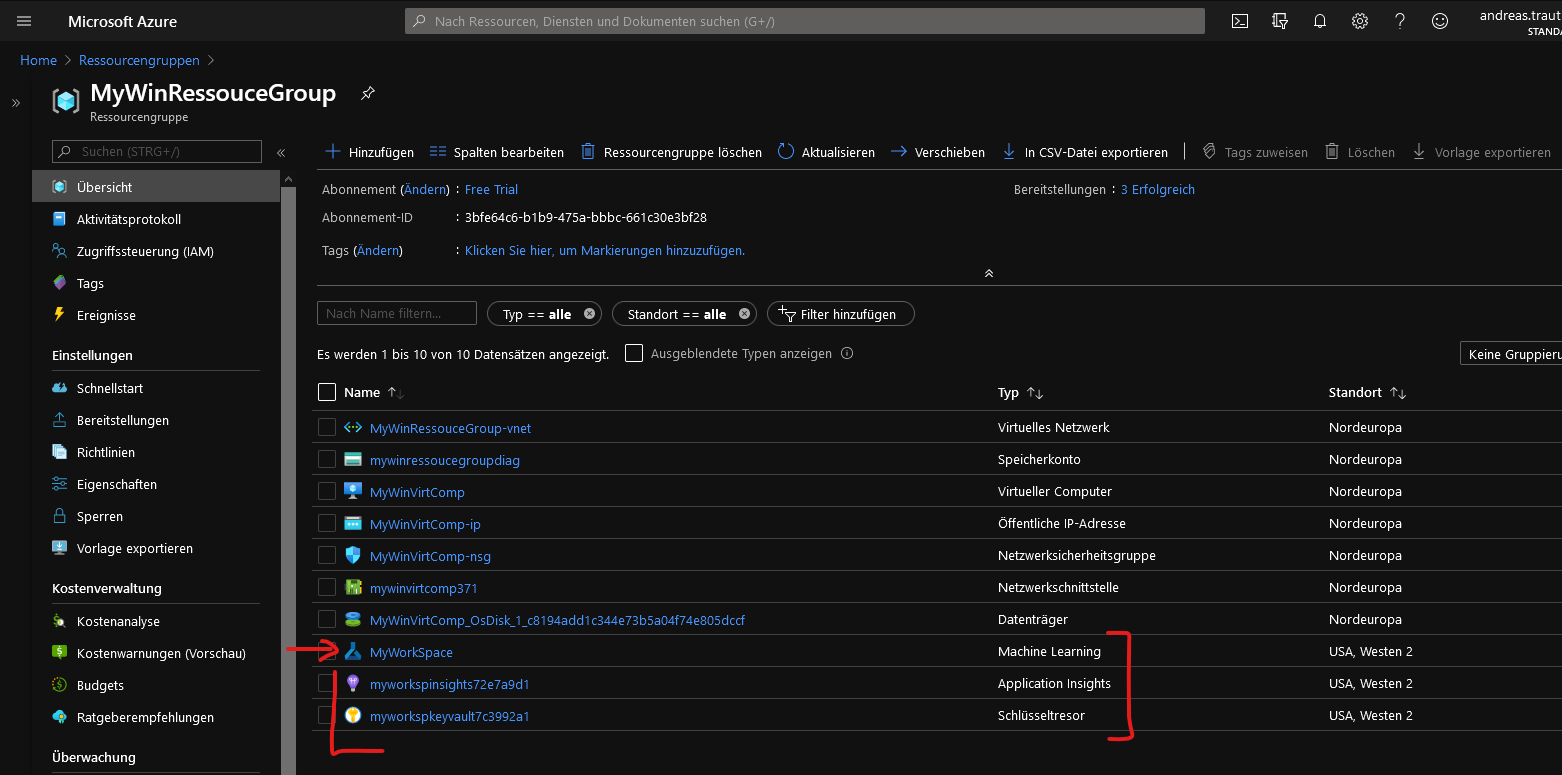 Microsoft Azure
Nach Ressourcen, Diensten und Dokumenten suchen (G+/)
andreas.traut
STANDA
Home > Ressourcengruppen >
MyWinRessouceGroup
Ressourcengruppe
Suchen (STRG+/)
Hinzufügen Spalten bearbeiten Ressourcengruppe löschen Aktualisieren Verschieben In CSV-Datei exportieren Tags zuweisen Löschen Vorlage exportieren
Übersicht
Aktivitätsprotokoll
Zugriffssteuerung (IAM)
Tags
Ereignisse
Einstellungen
Schnellstart
Bereitstellungen
Richtlinien
Eigenschaften
Sperren
Vorlage exportieren
Kostenverwaltung
Kostenanalyse
Kostenwarnungen (Vorschau)
Budgets
Ratgeberempfehlungen
Überwachung
Abonnement (Ändern) : Free Trial
Bereitstellungen : 3 Erfolgreich
Abonnement-ID : 3bfe64c6-b1b9-475a-bbbc-661c30e3bf28
Tags (Ändern) : Klicken Sie hier, um Markierungen hinzuzufügen.
Nach Name filtern... Typ == alle Standort == alle Filter hinzufügen
Es werden 1 bis 10 von 10 Datensätzen angezeigt. Ausgeblendete Typen anzeigen
Keine Gruppieru
Name Typ Standort
MyWinRessouceGroup-vnet Virtuelles Netzwerk Nordeuropa
mywinressoucegroupdiag Speicherkonto Nordeuropa
MyWinVirtComp Virtueller Computer Nordeuropa
MyWinVirtComp-ip Öffentliche IP-Adresse Nordeuropa
MyWinVirtComp-nsg Netzwerksicherheitsgruppe Nordeuropa
mywinvirtcomp371 Netzwerkschnittstelle Nordeuropa
MyWinVirtComp_OsDisk_1_c8194add1c344e73b5a04f74e805dccf Datenträger Nordeuropa
MyWorkSpace Machine Learning USA, Westen 2
myworkspinsights72e7a9d1 Application Insights USA, Westen 2
myworkspkeyvault7c3992a1 Schlüsseltresor USA, Westen 2